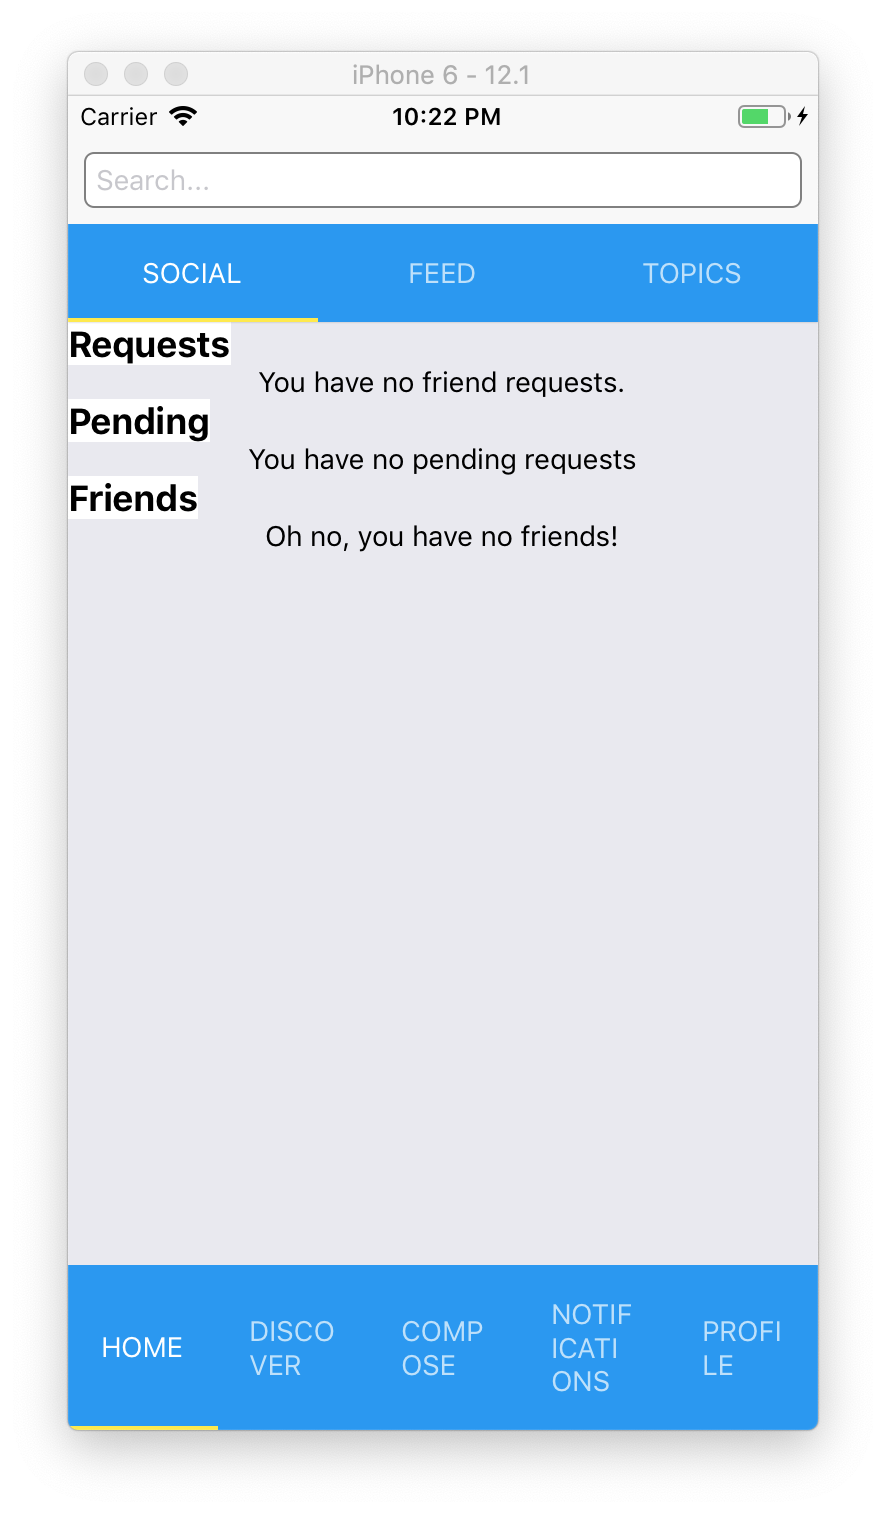 iPhone 6 - 12.1
Carrier 10:22 PM
Search...
SOCIAL FEED TOPICS
Requests
You have no friend requests.
Pending
You have no pending requests
Friends
Oh no, you have no friends!
HOME
DISCO
VER
COMP
OSE
NOTIF
ICATI
ONS
PROFI
LE